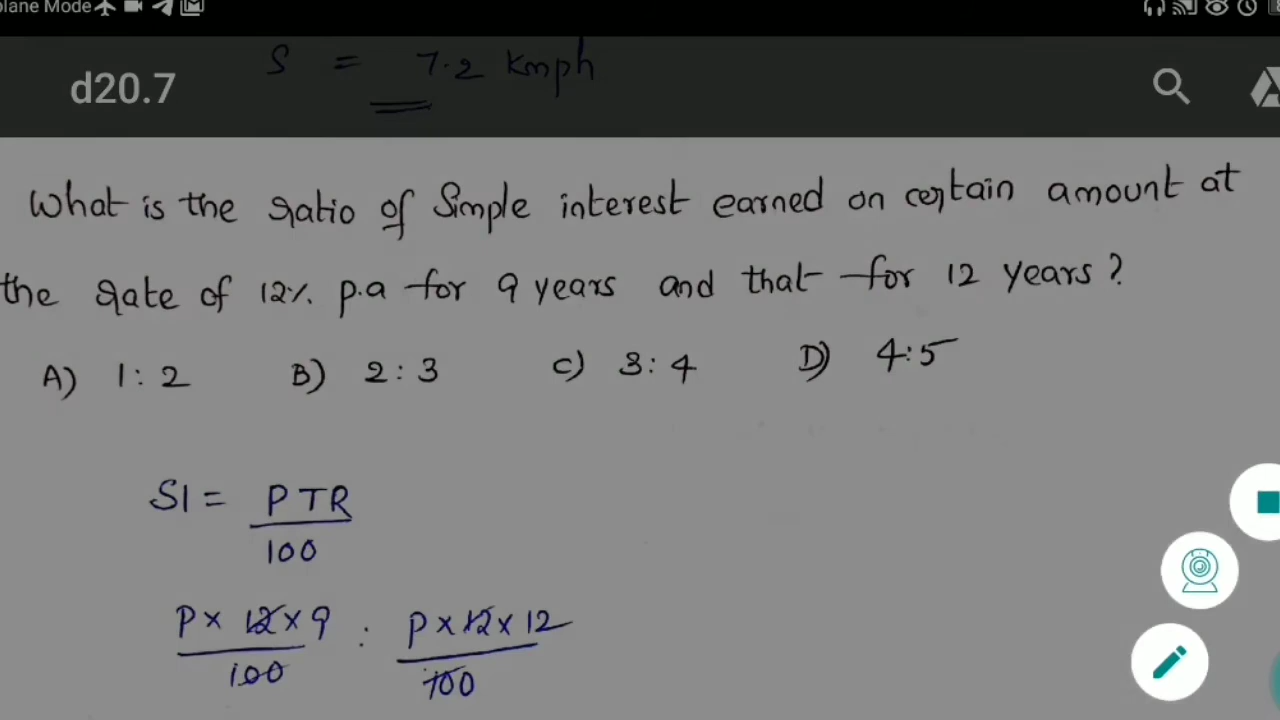 plane Mode
S = 7.2 Kmph
d20.7
What is the ratio of Simple interest earned on certain amount at
the rate of 12% p.a for 9 years and that for 12 years?
A) 1:2 B) 2:3 C) 3:4 D) 4:5
SI = PTR
100
P x 12 x 9 : P x 12 x 12
100 100